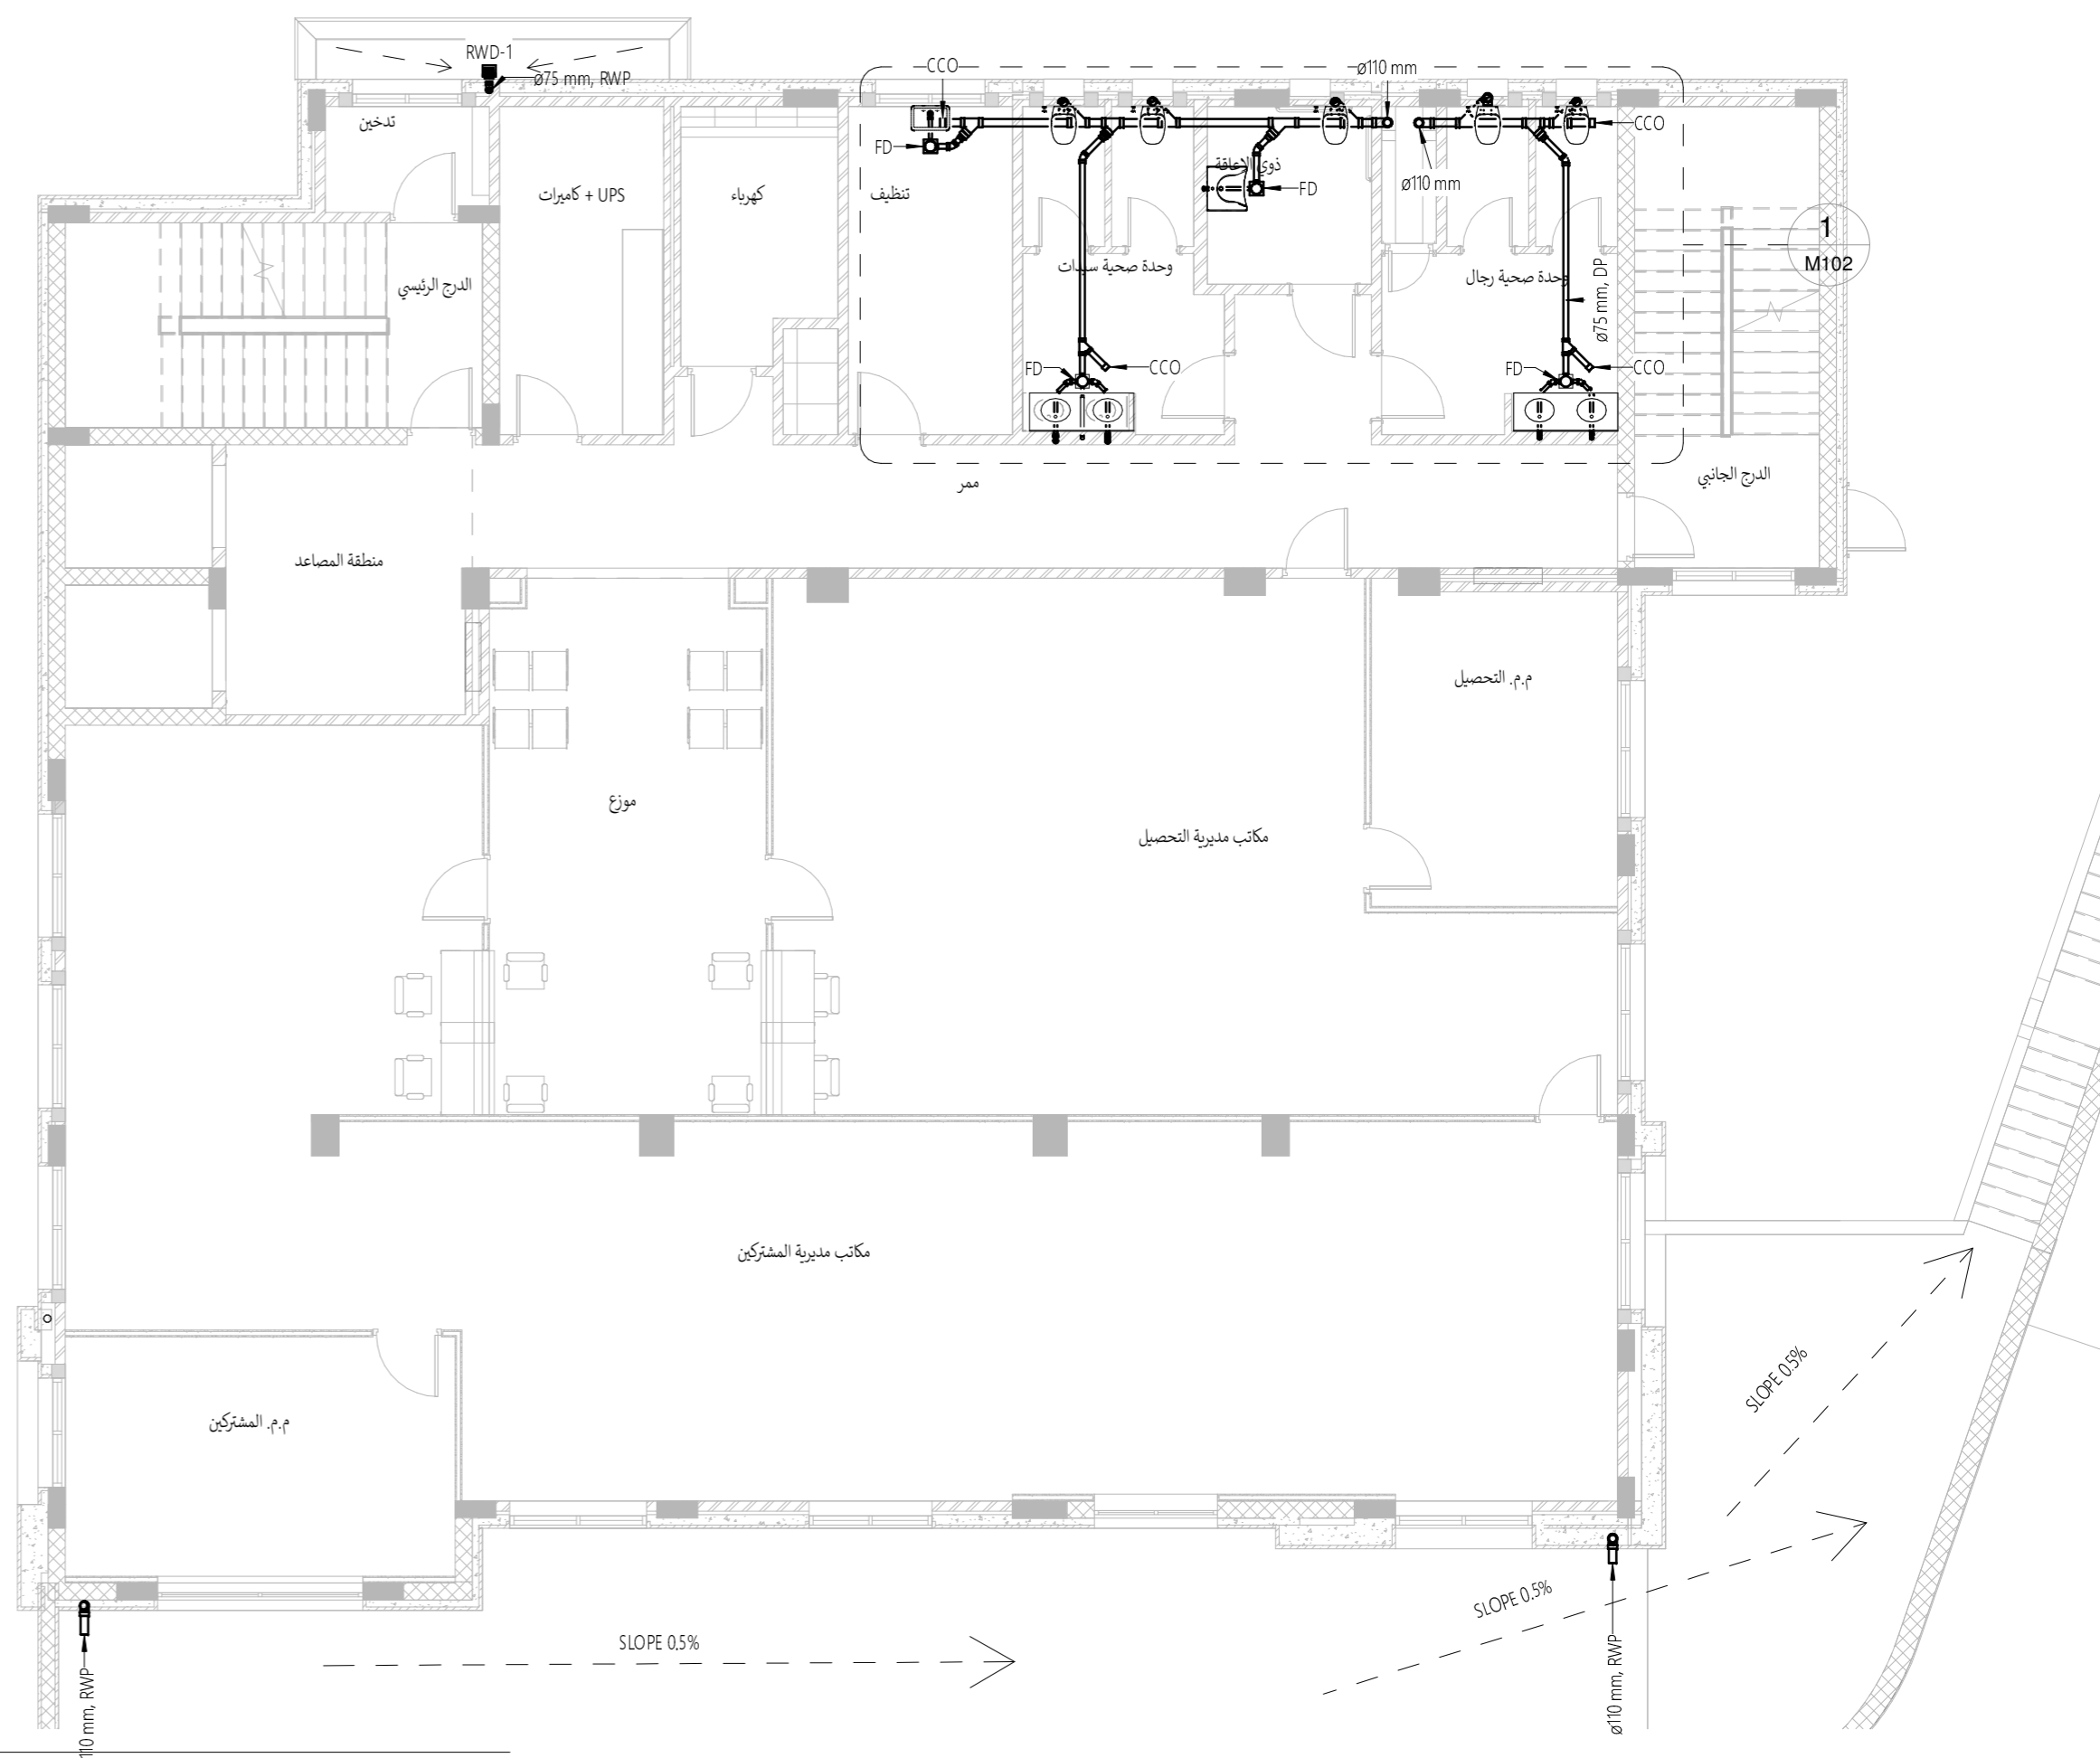 RWD-1
ø75 mm, RWP
CCO
ø110 mm
تدخين
CCO
FD
ذوي الإعاقة
FD
ø110 mm
UPS + كاميرات
كهرباء
تنظيف
1
M102
وحدة صحية سيدات
وحدة صحية رجال
الدرج الرئيسي
ø75 mm, DP
FD
CCO
FD
CCO
ممر
الدرج الجانبي
منطقة المصاعد
م.م. التحصيل
موزع
مكاتب مديرية التحصيل
مكاتب مديرية المشتركين
م.م. المشتركين
SLOPE 0.5%
SLOPE 0.5%
SLOPE 0.5%
110 mm, RWP
ø110 mm, RWP